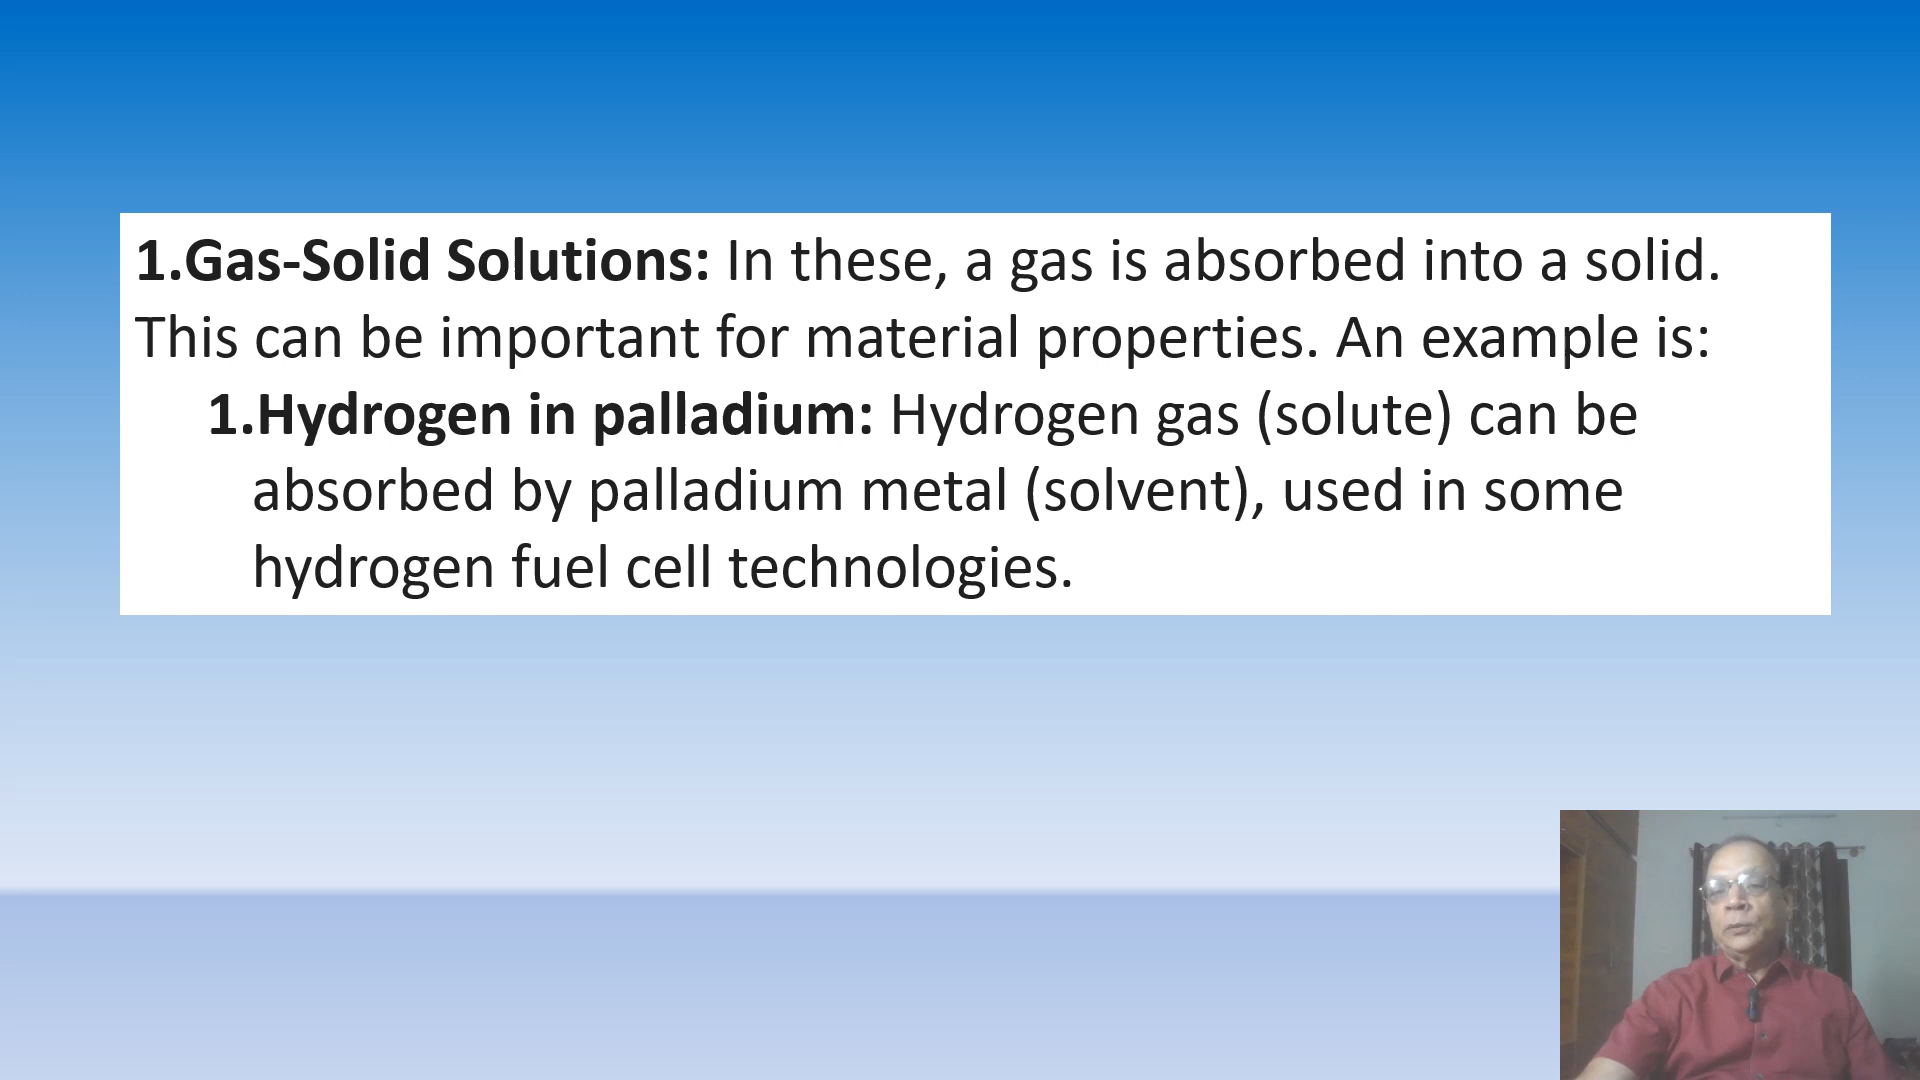 1.Gas-Solid Solutions: In these, a gas is absorbed into a solid.
This can be important for material properties. An example is:
1.Hydrogen in palladium: Hydrogen gas (solute) can be
absorbed by palladium metal (solvent), used in some
hydrogen fuel cell technologies.